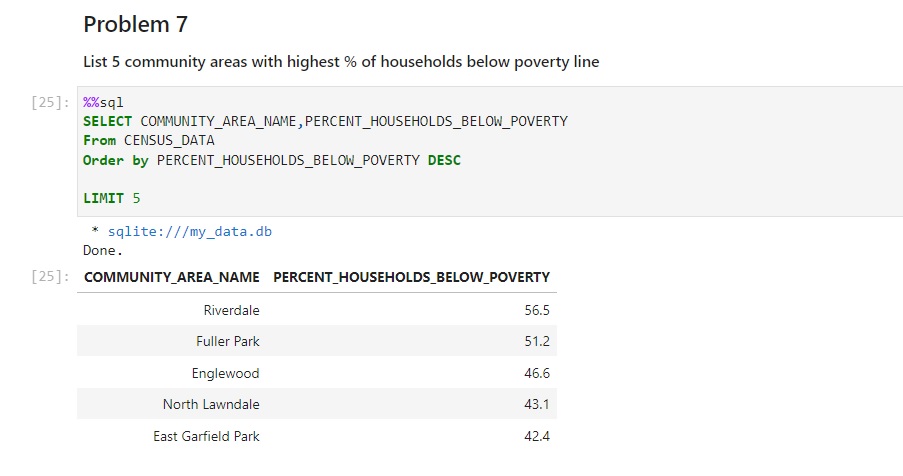 Problem 7
List 5 community areas with highest % of households below poverty line
[25]: %%sql
SELECT COMMUNITY_AREA_NAME,PERCENT_HOUSEHOLDS_BELOW_POVERTY
From CENSUS_DATA
Order by PERCENT_HOUSEHOLDS_BELOW_POVERTY DESC
LIMIT 5
* sqlite:///my_data.db
Done.
[25]: COMMUNITY_AREA_NAME PERCENT_HOUSEHOLDS_BELOW_POVERTY
Riverdale 56.5
Fuller Park 51.2
Englewood 46.6
North Lawndale 43.1
East Garfield Park 42.4